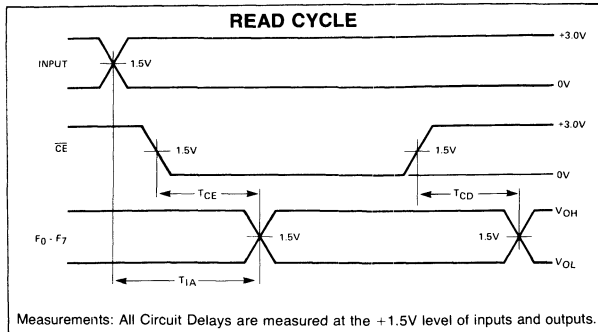 READ CYCLE
+3.0V
INPUT
1.5V
0V
+3.0V
CE
1.5V
1.5V
0V
TCE
TCD
VOH
F0 - F7
1.5V
1.5V
VOL
TIA
Measurements: All Circuit Delays are measured at the +1.5V level of inputs and outputs.